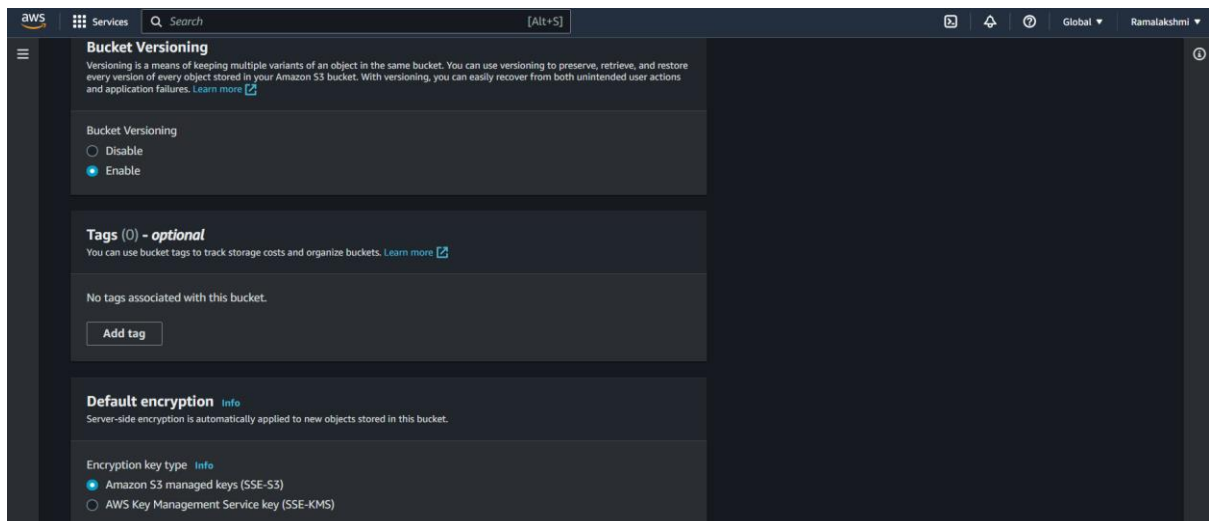 aws
Services
Search
[Alt+S]
Global
Ramalakshmi
Bucket Versioning
Versioning is a means of keeping multiple variants of an object in the same bucket. You can use versioning to preserve, retrieve, and restore
every version of every object stored in your Amazon S3 bucket. With versioning, you can easily recover from both unintended user actions
and application failures. Learn more
Bucket Versioning
Disable
Enable
Tags (0) - optional
You can use bucket tags to track storage costs and organize buckets. Learn more
No tags associated with this bucket.
Add tag
Default encryption Info
Server-side encryption is automatically applied to new objects stored in this bucket.
Encryption key type Info
Amazon S3 managed keys (SSE-S3)
AWS Key Management Service key (SSE-KMS)